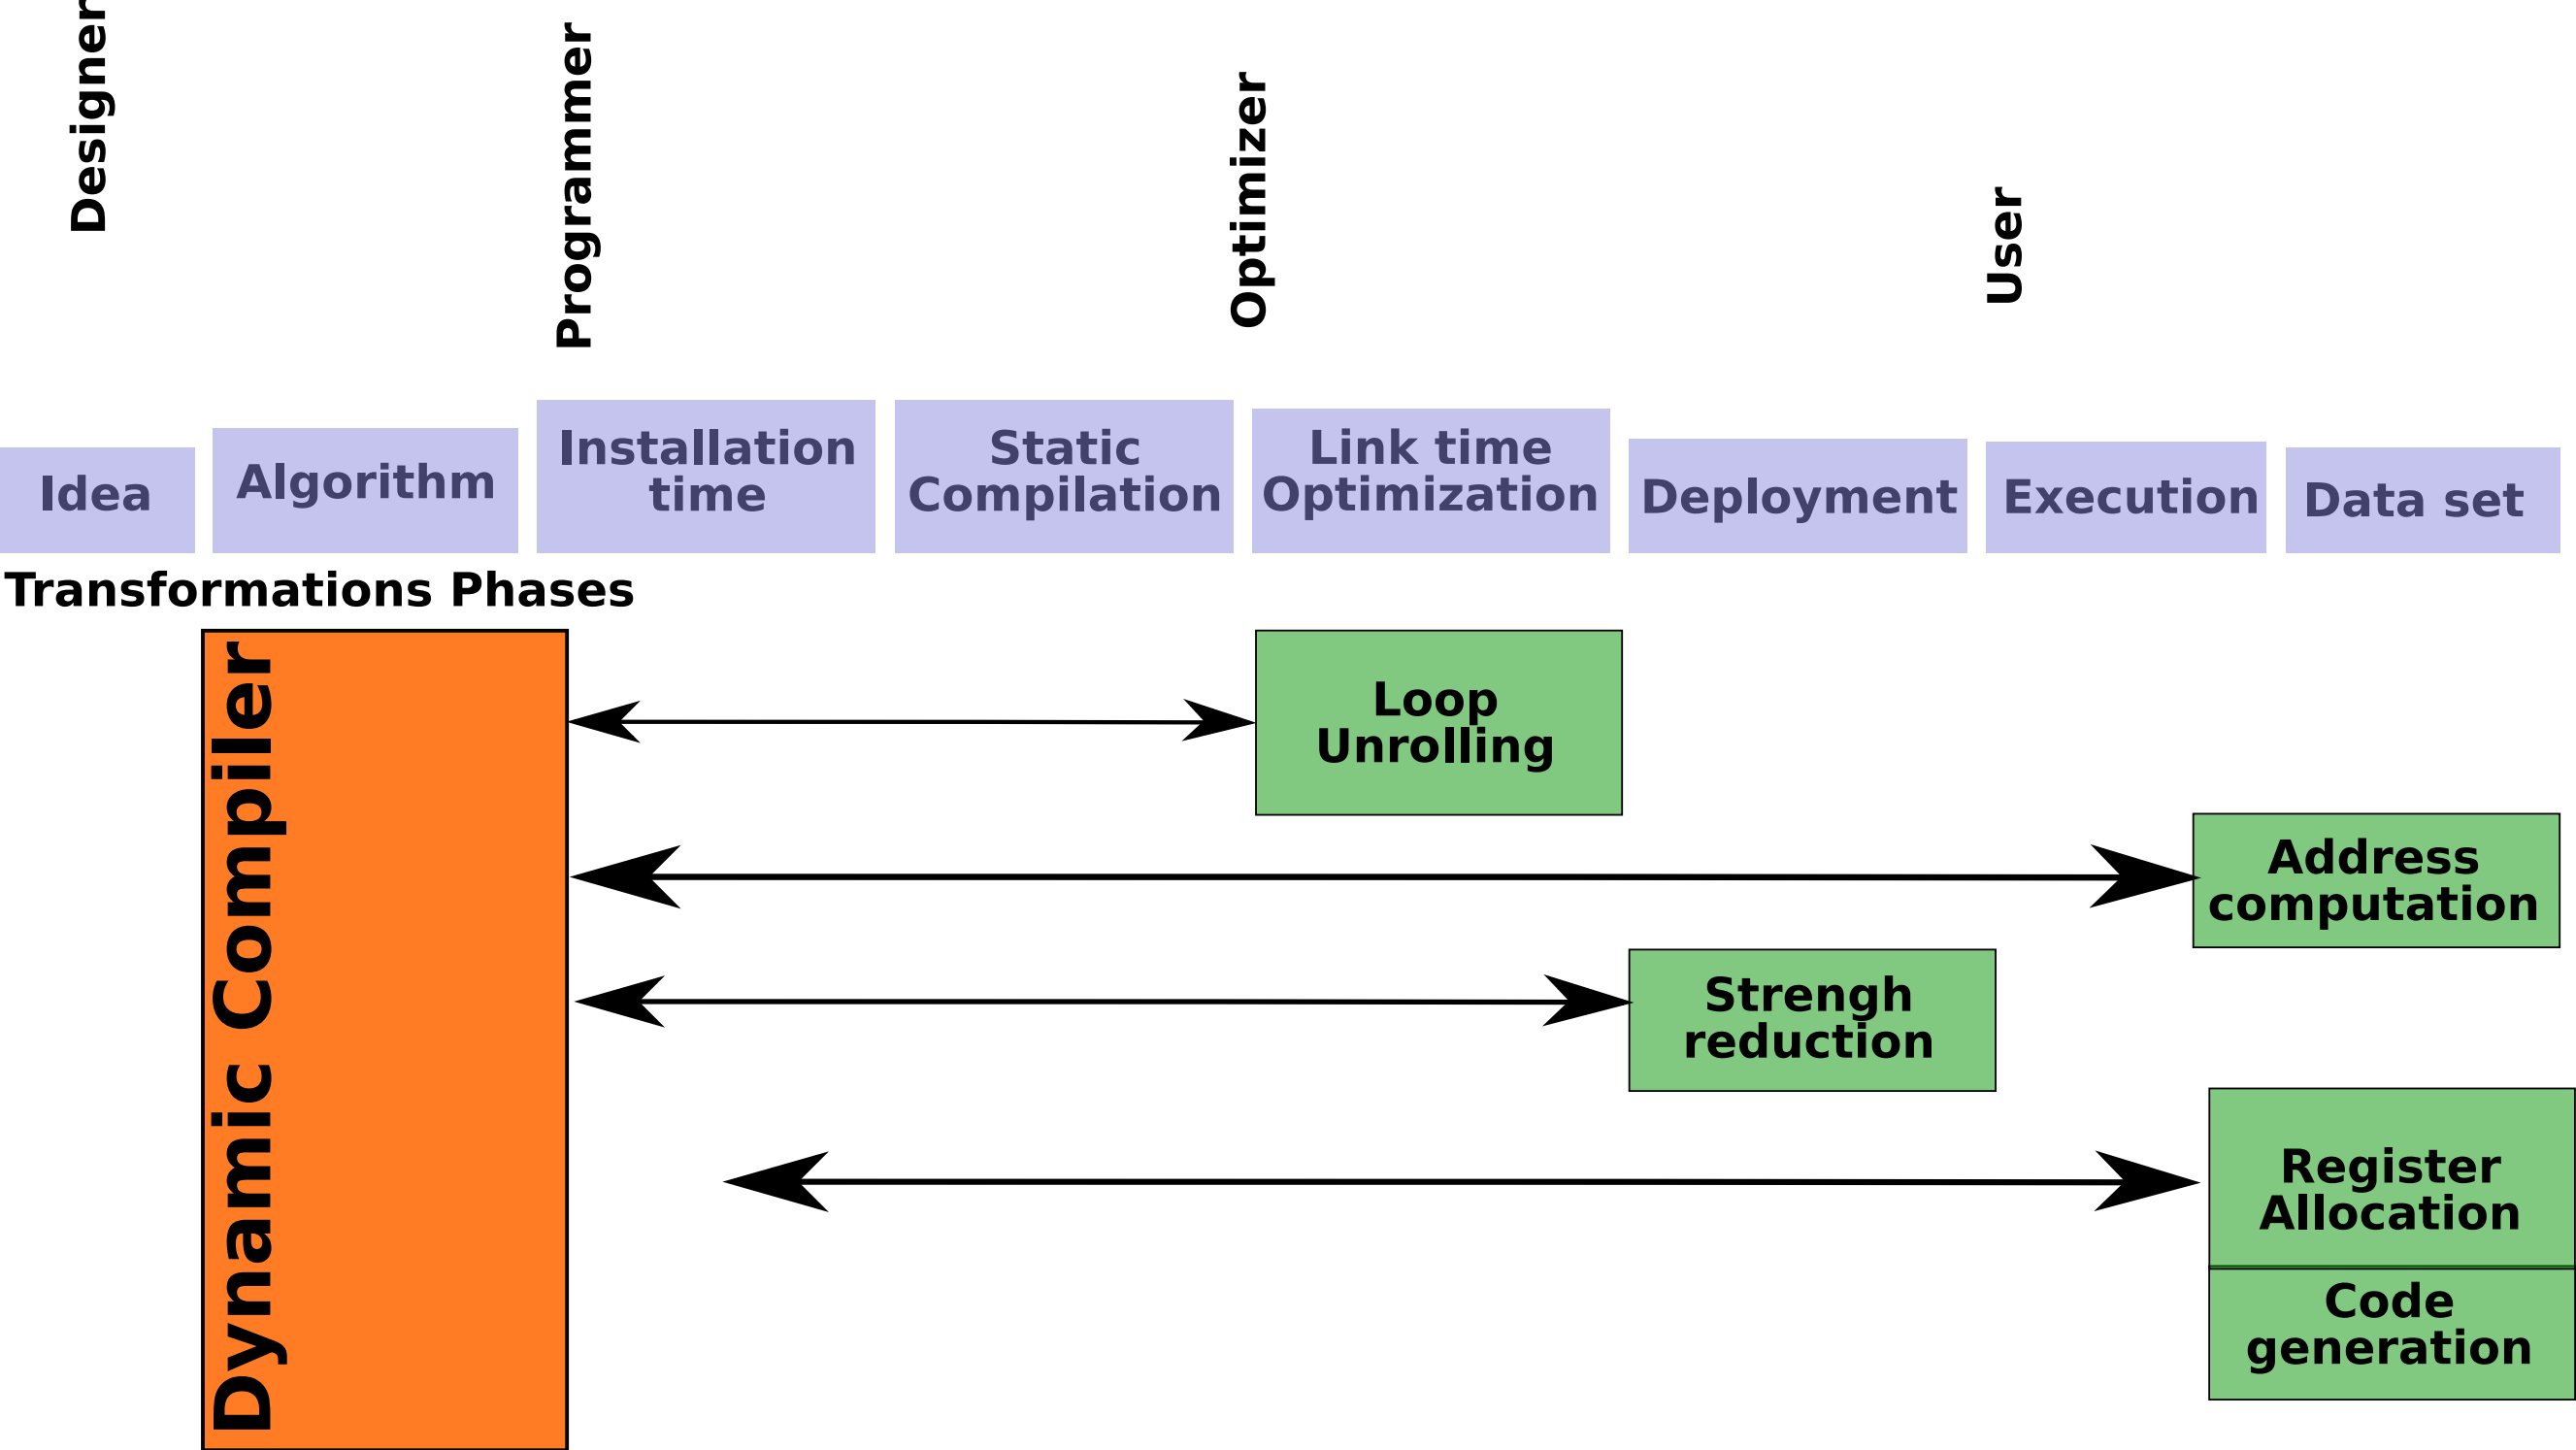 Designer
Programmer
Optimizer
User
Idea
Algorithm
Installation
time
Static
Compilation
Link time
Optimization
Deployment
Execution
Data set
Transformations Phases
Dynamic Compiler
Loop
Unrolling
Address
computation
Strengh
reduction
Register
Allocation
Code
generation